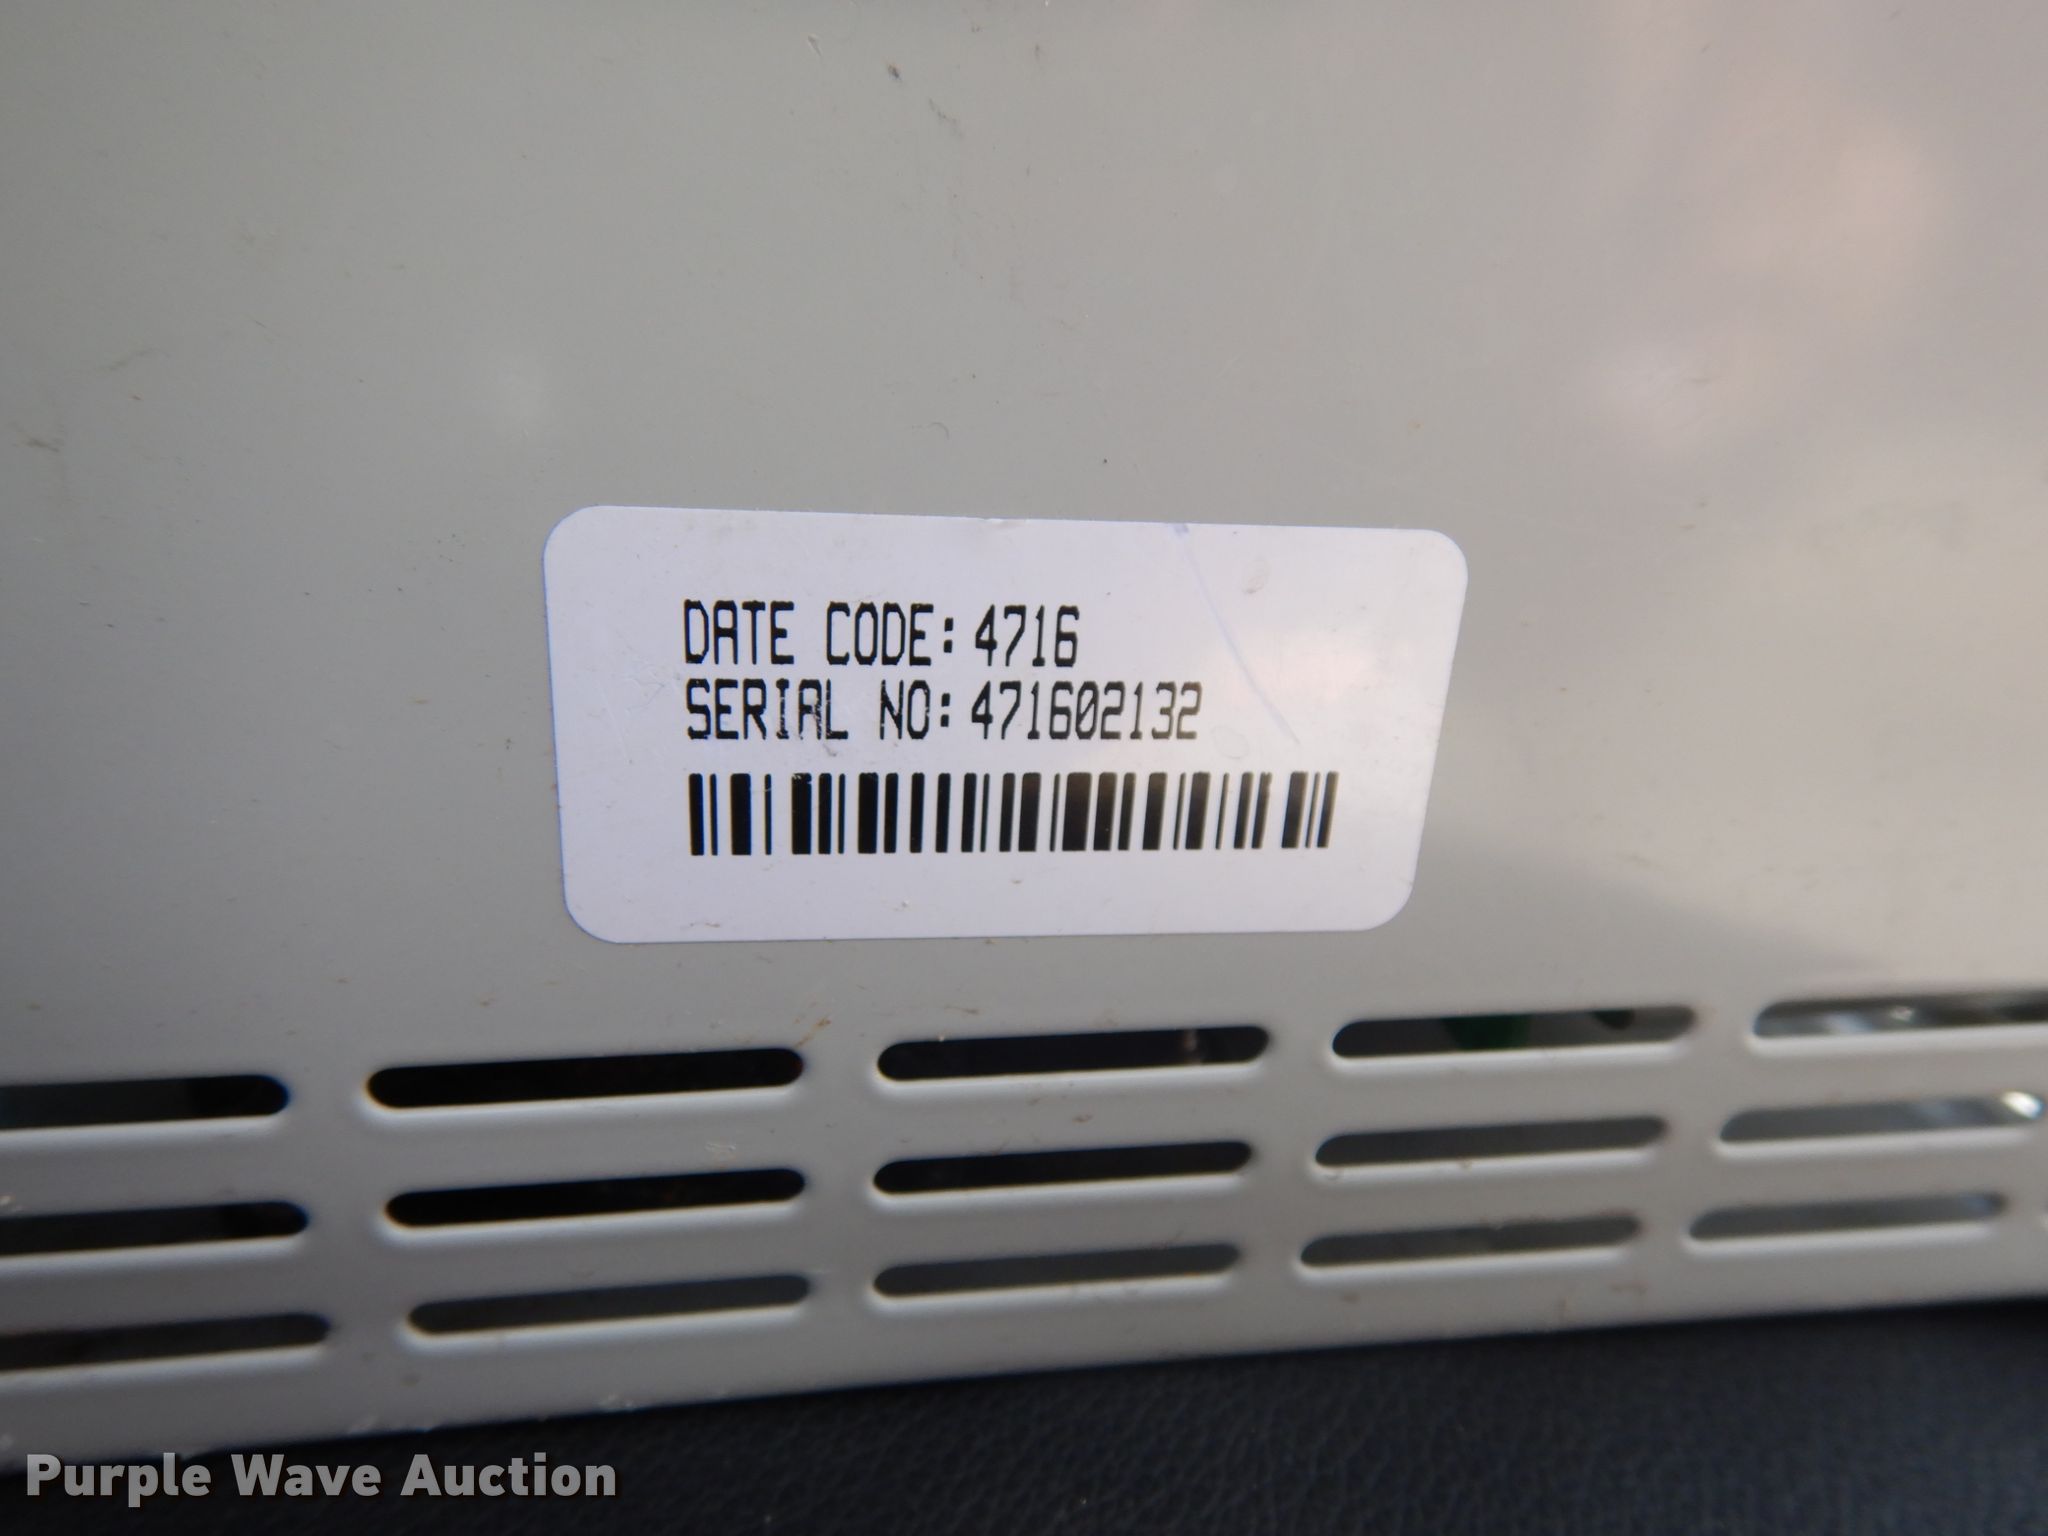 DATE CODE: 4716
SERIAL NO: 471602132
Purple Wave Auction